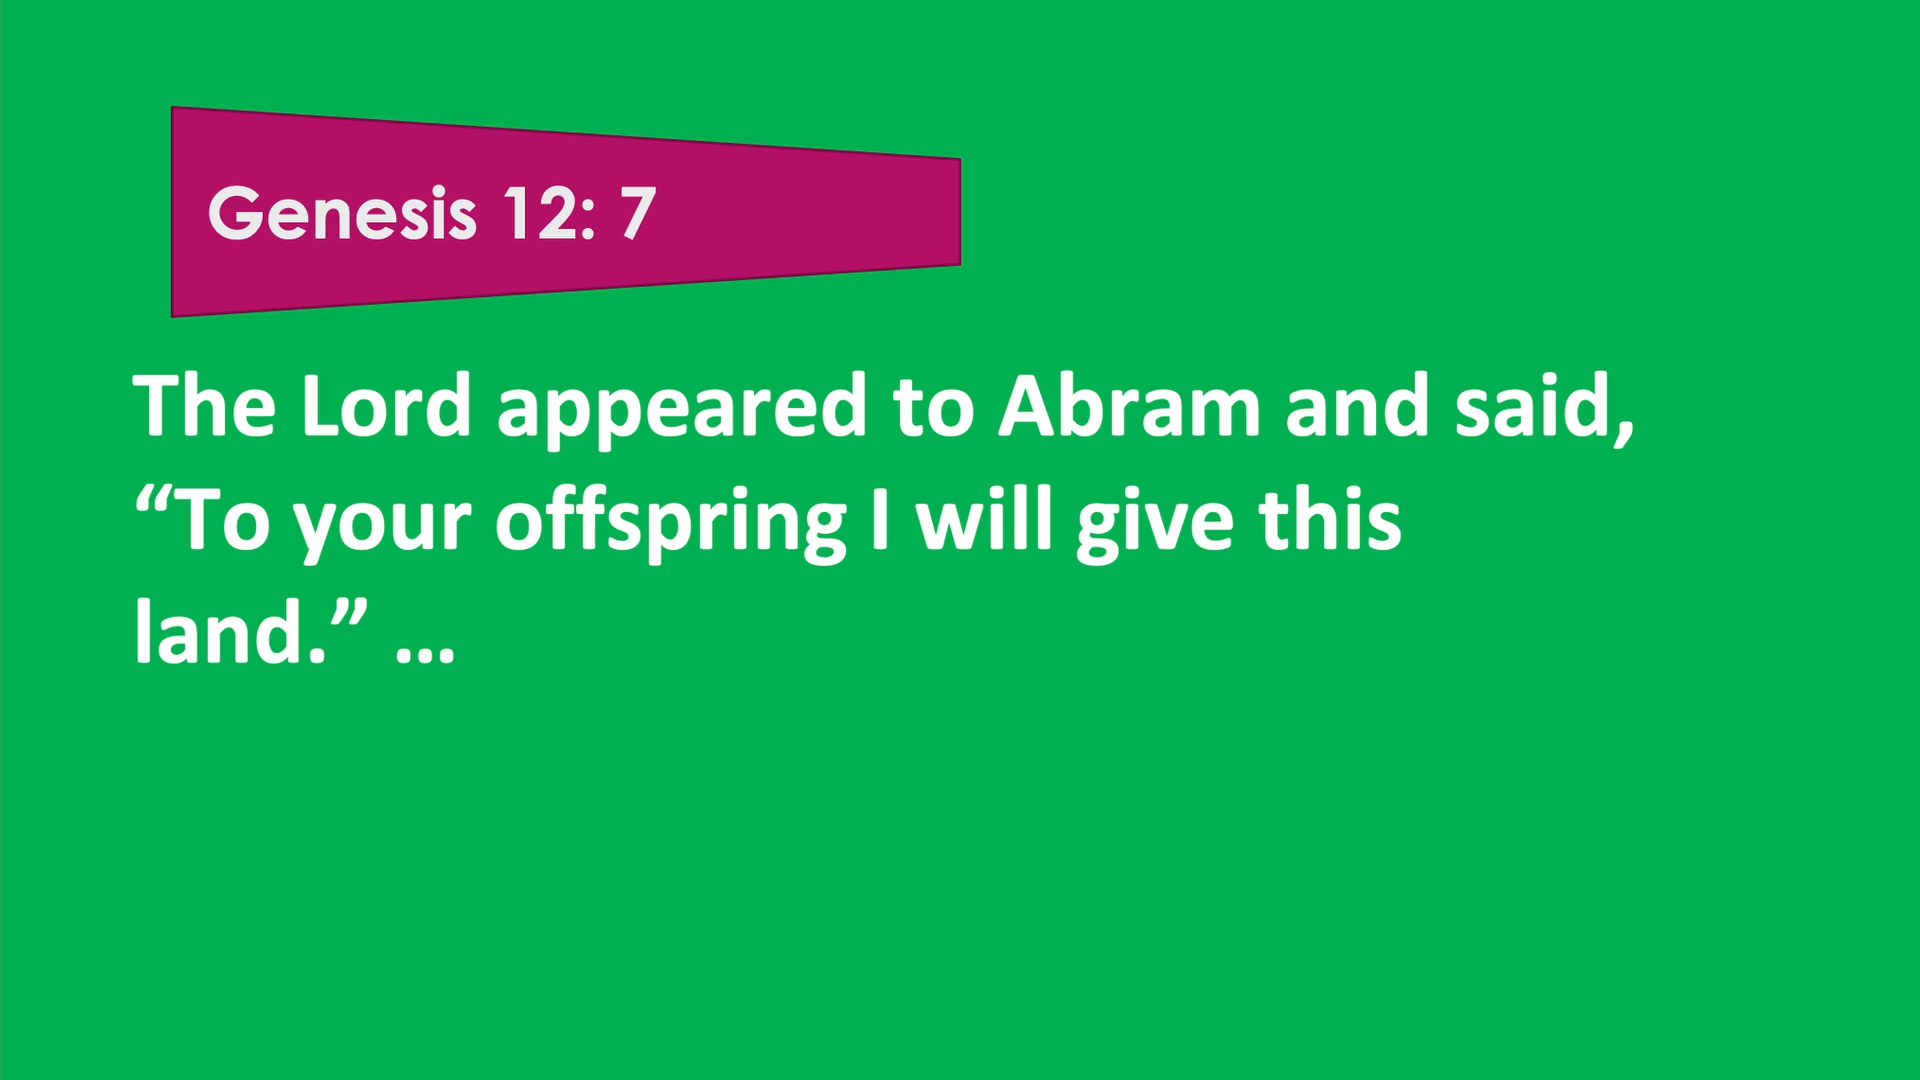 Genesis 12: 7
The Lord appeared to Abram and said,
“To your offspring I will give this
land.” …